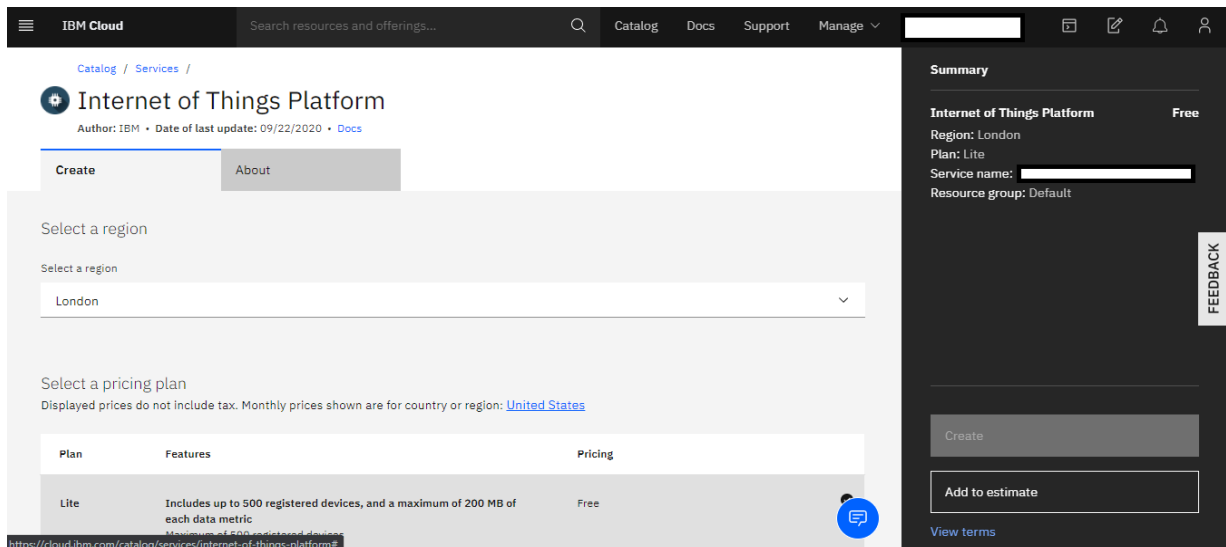 IBM Cloud
Search resources and offerings...
Catalog
Docs
Support
Manage
Catalog / Services /
Internet of Things Platform
Author: IBM • Date of last update: 09/22/2020 • Docs
Create
About
Select a region
Select a region
London
Select a pricing plan
Displayed prices do not include tax. Monthly prices shown are for country or region: United States
Plan Features Pricing
Lite Includes up to 500 registered devices, and a maximum of 200 MB of Free
each data metric
Maximum of 500 registered devices
https://cloud.ibm.com/catalog/services/internet-of-things-platform#
Summary
Internet of Things Platform Free
Region: London
Plan: Lite
Service name:
Resource group: Default
FEEDBACK
Create
Add to estimate
View terms